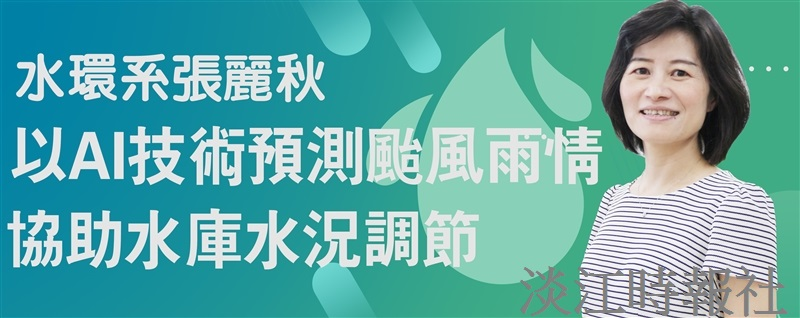 水環系張麗秋
以AI技術預測颱風雨情
協助水庫水況調節
淡江時報社